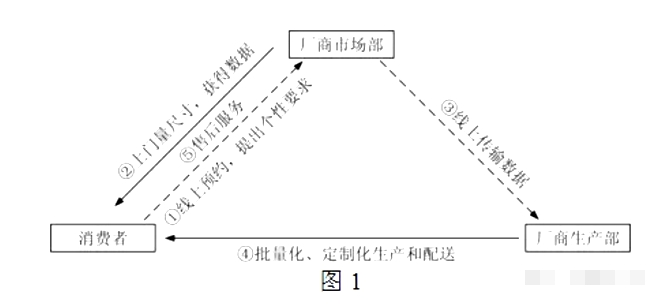 厂商市场部
②上门量尺寸，获得数据
⑤售后服务
①线上预约，提出个性要求
③线上传输数据
消费者
厂商生产部
④批量化、定制化生产和配送
图 1